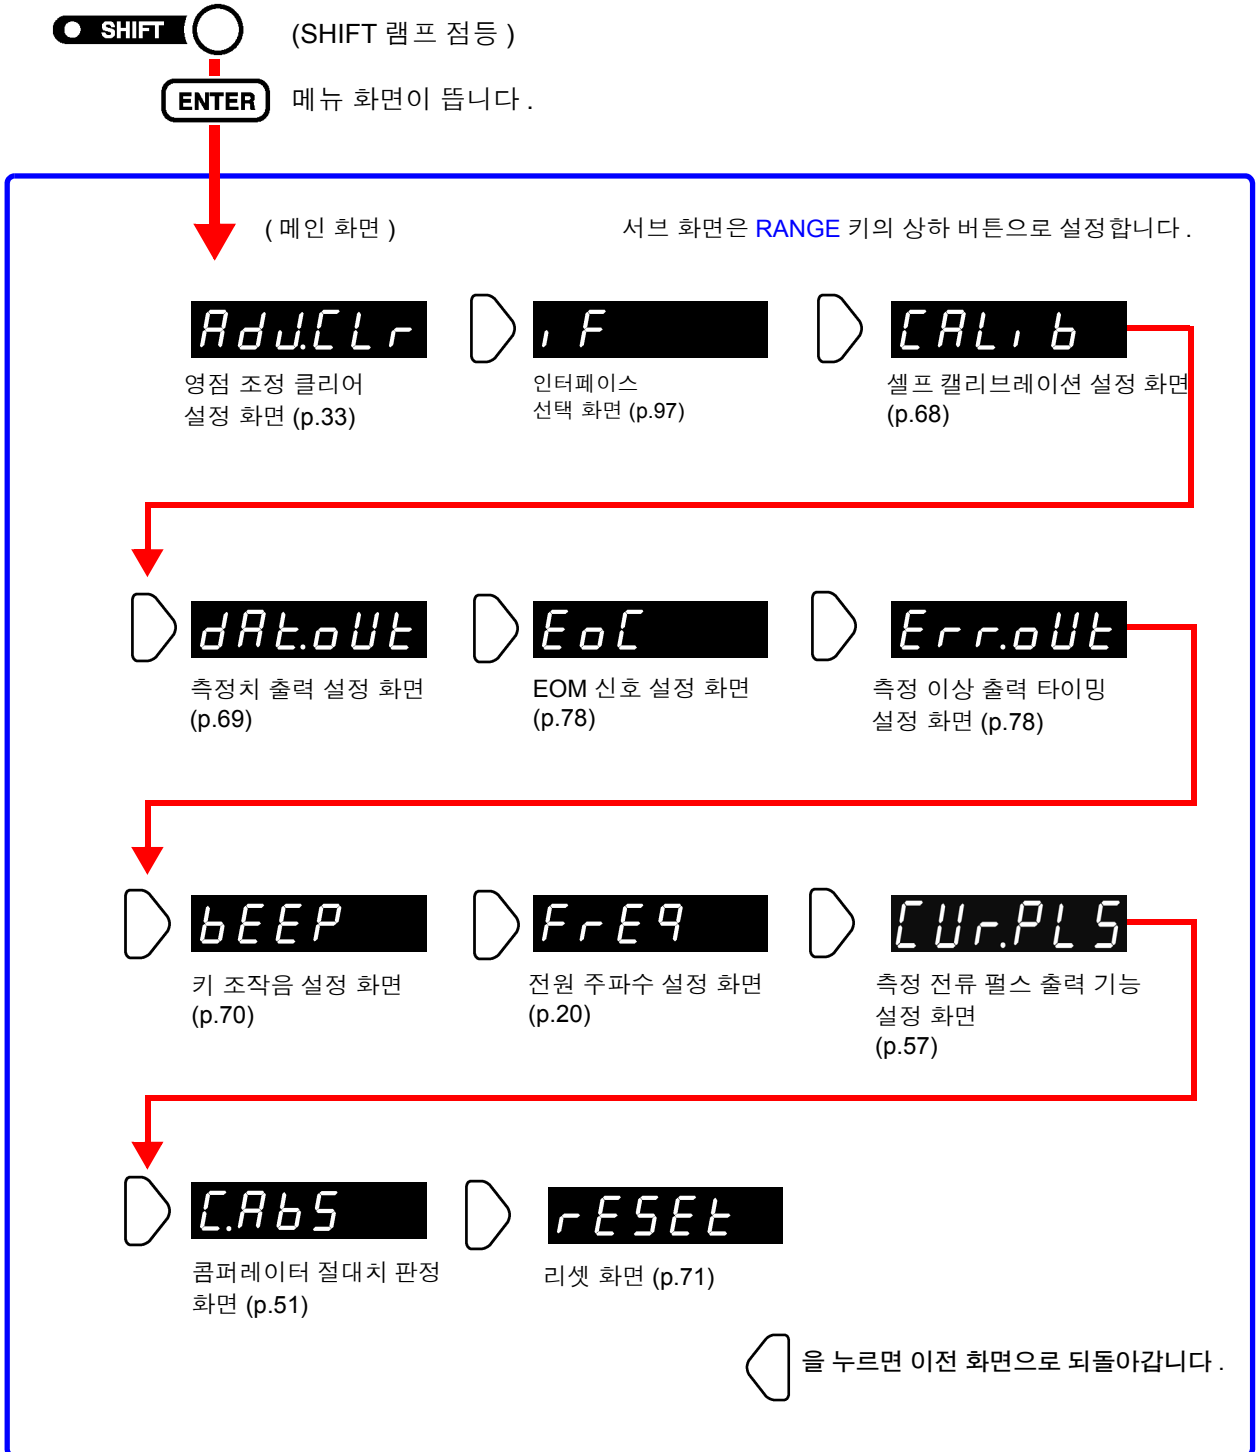 SHIFT (SHIFT 램프 점등 )
ENTER 메뉴 화면이 뜹니다 .
( 메인 화면 ) 서브 화면은 RANGE 키의 상하 버튼으로 설정합니다 .
AdJ.CLr iF CALib
영점 조정 클리어
설정 화면 (p.33)
인터페이스
선택 화면 (p.97)
셀프 캘리브레이션 설정 화면
(p.68)
dAt.oUt EoC Err.oUt
측정치 출력 설정 화면
(p.69)
EOM 신호 설정 화면
(p.78)
측정 이상 출력 타이밍
설정 화면 (p.78)
bEEP FrEq CUr.PLS
키 조작음 설정 화면
(p.70)
전원 주파수 설정 화면
(p.20)
측정 전류 펄스 출력 기능
설정 화면
(p.57)
C.AbS rESEt
콤퍼레이터 절대치 판정
화면 (p.51)
리셋 화면 (p.71)
을 누르면 이전 화면으로 되돌아갑니다 .